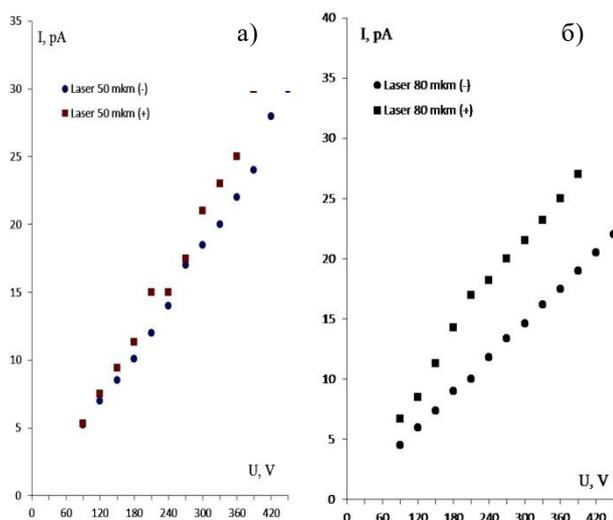 I, pA
а)
Laser 50 mkm (-)
Laser 50 mkm (+)
35
30
25
20
15
10
5
0
U, V
0 60 120 180 240 300 360 420
I, pA
б)
Laser 80 mkm (-)
Laser 80 mkm (+)
40
35
30
25
20
15
10
5
0
U, V
0 60 120 180 240 300 360 420